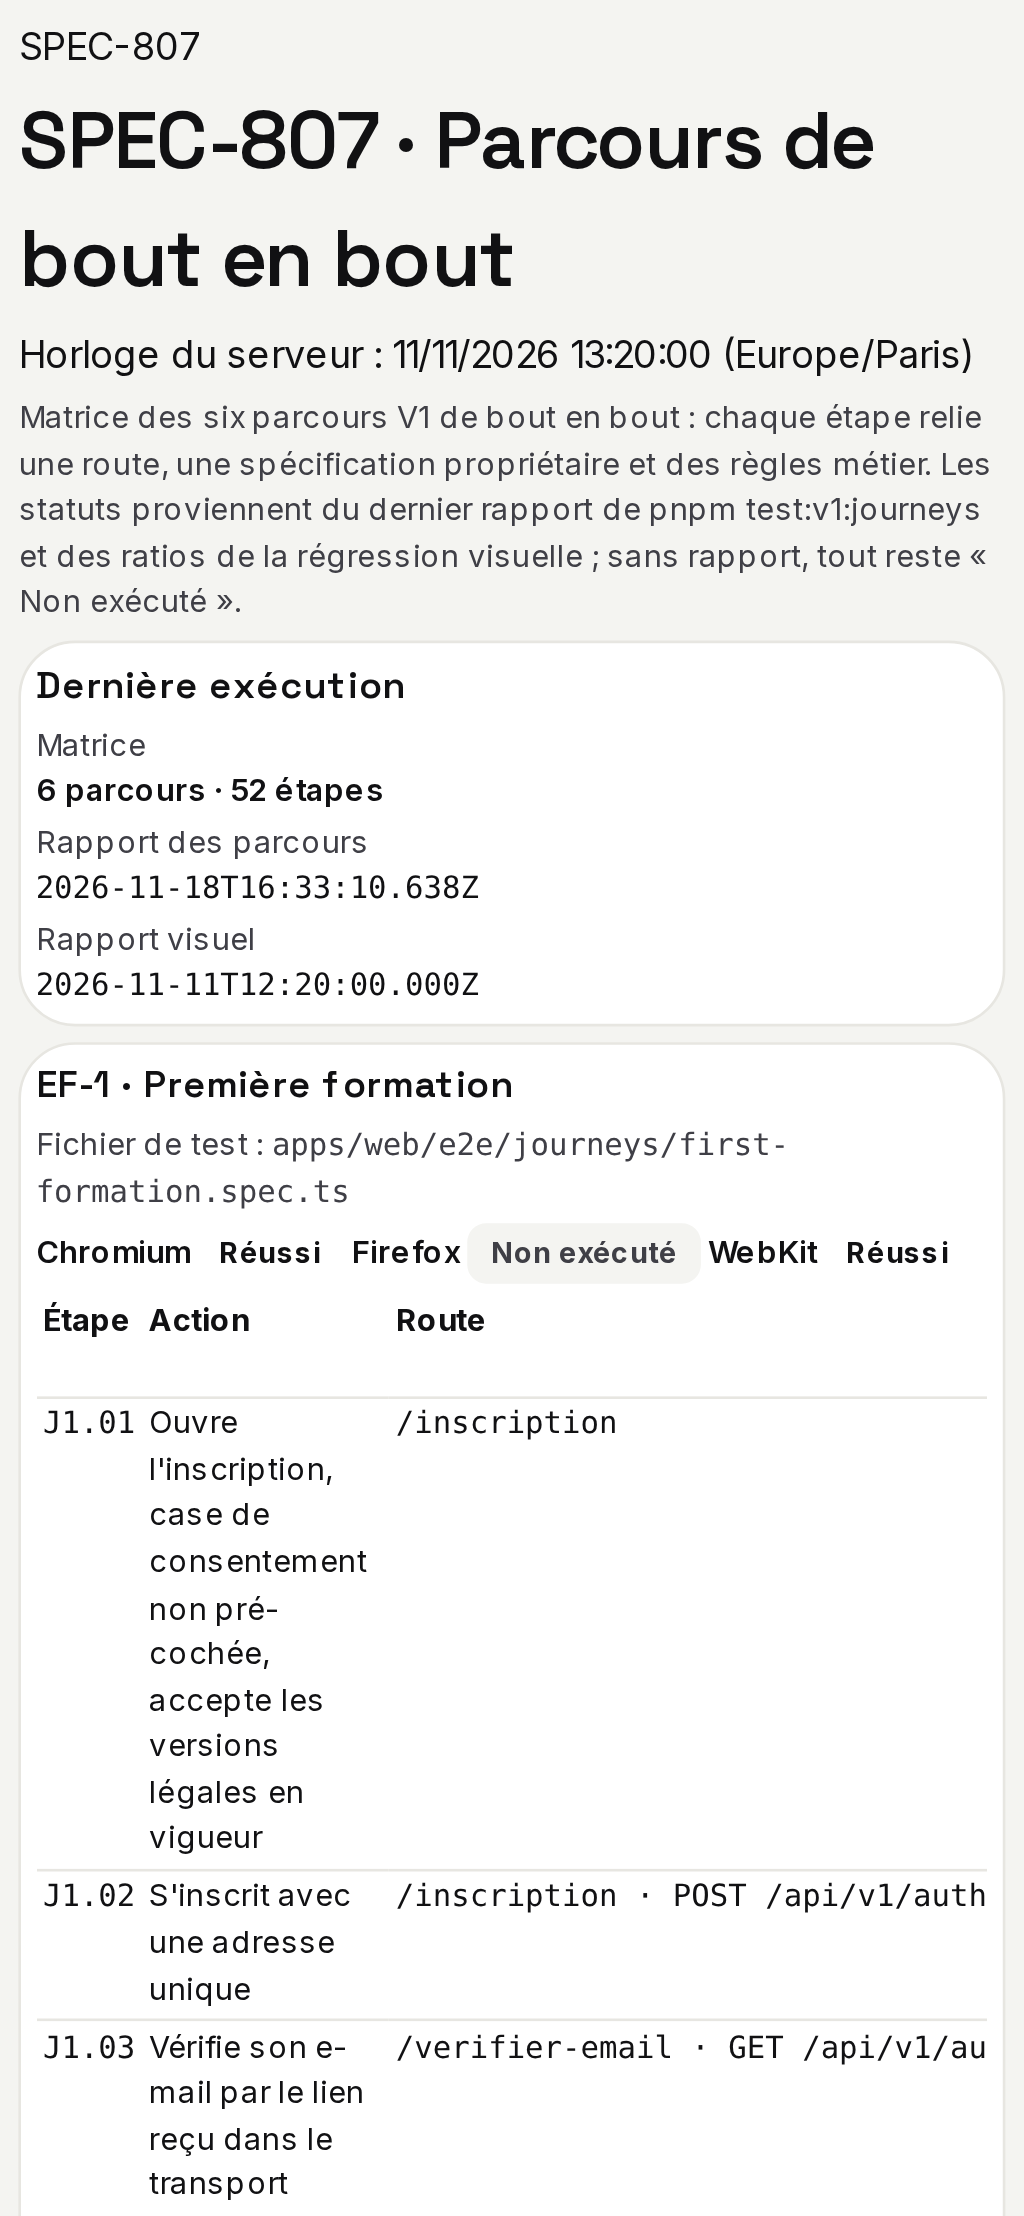 SPEC-807
SPEC-807 · Parcours de
bout en bout
Horloge du serveur : 11/11/2026 13:20:00 (Europe/Paris)
Matrice des six parcours V1 de bout en bout : chaque étape relie
une route, une spécification propriétaire et des règles métier. Les
statuts proviennent du dernier rapport de pnpm test:v1:journeys
et des ratios de la régression visuelle ; sans rapport, tout reste «
Non exécuté ».
Dernière exécution
Matrice
6 parcours · 52 étapes
Rapport des parcours
2026-11-18T16:33:10.638Z
Rapport visuel
2026-11-11T12:20:00.000Z
EF-1 · Première formation
Fichier de test : apps/web/e2e/journeys/first-
formation.spec.ts
Chromium Réussi Firefox Non exécuté WebKit Réussi
Étape Action Route
J1.01 Ouvre /inscription
l'inscription,
case de
consentement
non pré-
cochée,
accepte les
versions
légales en
vigueur
J1.02 S'inscrit avec /inscription · POST /api/v1/auth
une adresse
unique
J1.03 Vérifie son e- /verifier-email · GET /api/v1/au
mail par le lien
reçu dans le
transport